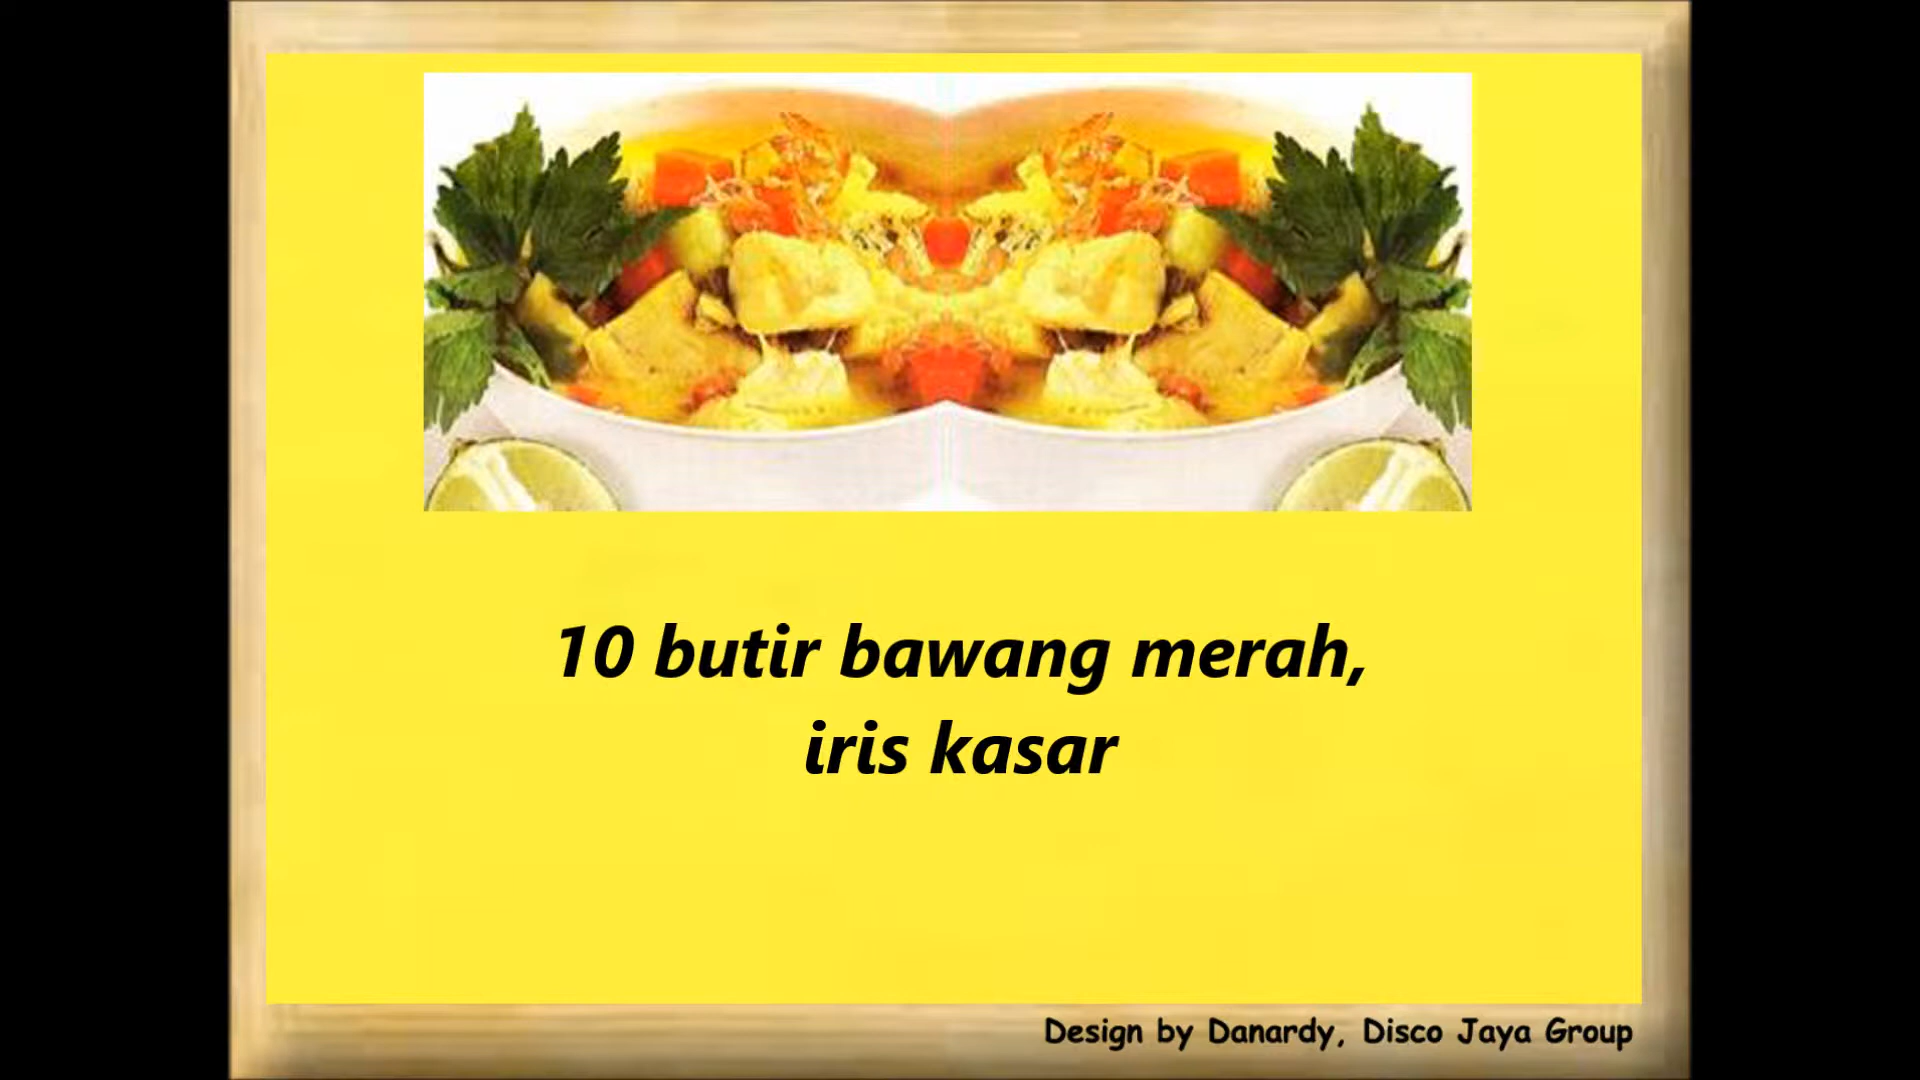 10 butir bawang merah,
iris kasar
Design by Danardy, Disco Jaya Group